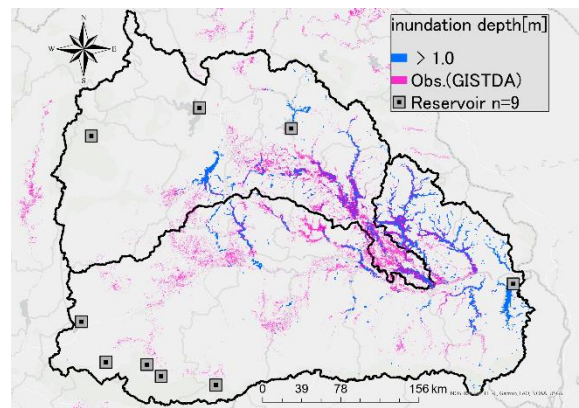 N
W E
S
inundation depth[m]
> 1.0
Obs.(GISTDA)
Reservoir n=9
0 39 78 156 km